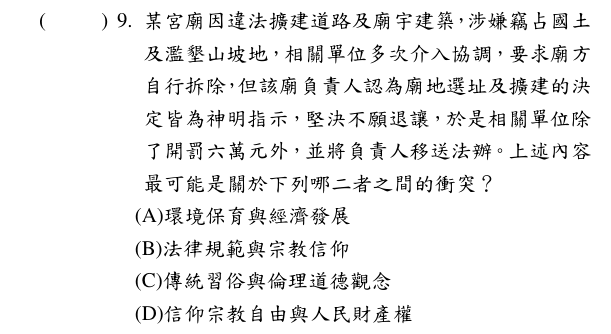 (　　) 9. 某宮廟因違法擴建道路及廟宇建築，涉嫌竊占國土
及濫墾山坡地，相關單位多次介入協調，要求廟方
自行拆除，但該廟負責人認為廟地選址及擴建的決
定皆為神明指示，堅決不願退讓，於是相關單位除
了開罰六萬元外，並將負責人移送法辦。上述內容
最可能是關於下列哪二者之間的衝突？
(A)環境保育與經濟發展
(B)法律規範與宗教信仰
(C)傳統習俗與倫理道德觀念
(D)信仰宗教自由與人民財產權